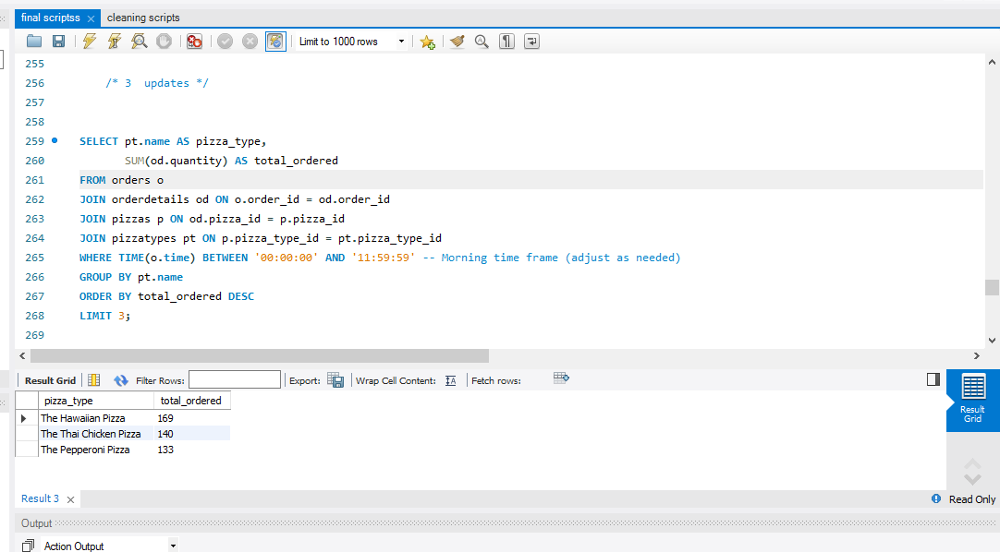 final scriptss × cleaning scripts
Limit to 1000 rows
255
256 /* 3 updates */
257
258
259 SELECT pt.name AS pizza_type,
260 SUM(od.quantity) AS total_ordered
261 FROM orders o
262 JOIN orderdetails od ON o.order_id = od.order_id
263 JOIN pizzas p ON od.pizza_id = p.pizza_id
264 JOIN pizzatypes pt ON p.pizza_type_id = pt.pizza_type_id
265 WHERE TIME(o.time) BETWEEN '00:00:00' AND '11:59:59' -- Morning time frame (adjust as needed)
266 GROUP BY pt.name
267 ORDER BY total_ordered DESC
268 LIMIT 3;
269
Result Grid Filter Rows: Export: Wrap Cell Content: IA Fetch rows:
pizza_type total_ordered
The Hawaiian Pizza 169
The Thai Chicken Pizza 140
The Pepperoni Pizza 133
Result
Grid
Result 3 × Read Only
Output
Action Output